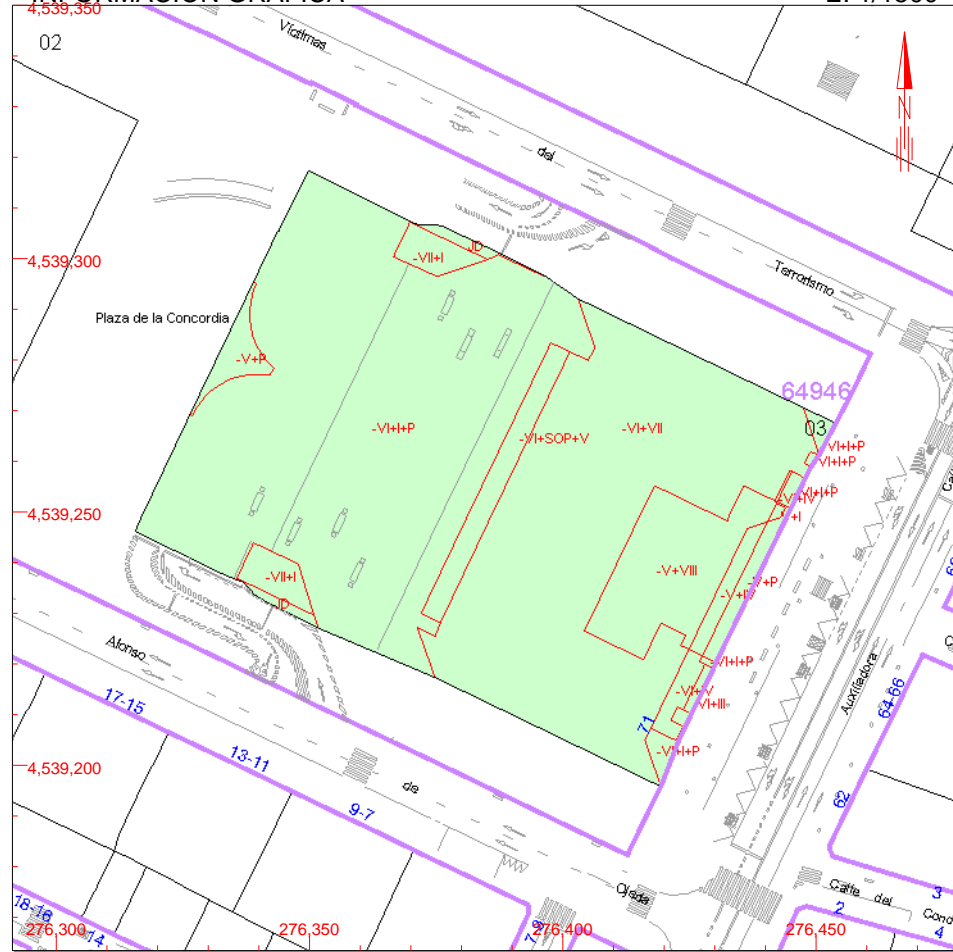 4,539,350
02
Víctimas
del
N
4,539,300
JD
-VII+I
Terrorismo
Plaza de la Concordia
-V+P
64946
03
-VI+I+P
-VI+SOP+V
-VI+VII
VI+I+P
VI+I+P
VI+I+P
4,539,250
+I
-V+VIII
-V+P
-VII+I
JD
Alonso
VI+I+P
Auxiliadora
64-66
17-15
71
VI+III
13-11
-VI+I+P
4,539,200
de
9-7
62
Ojeda
Calle del
3
2
4
18-16
14
276,300
276,350
276,400
276,450